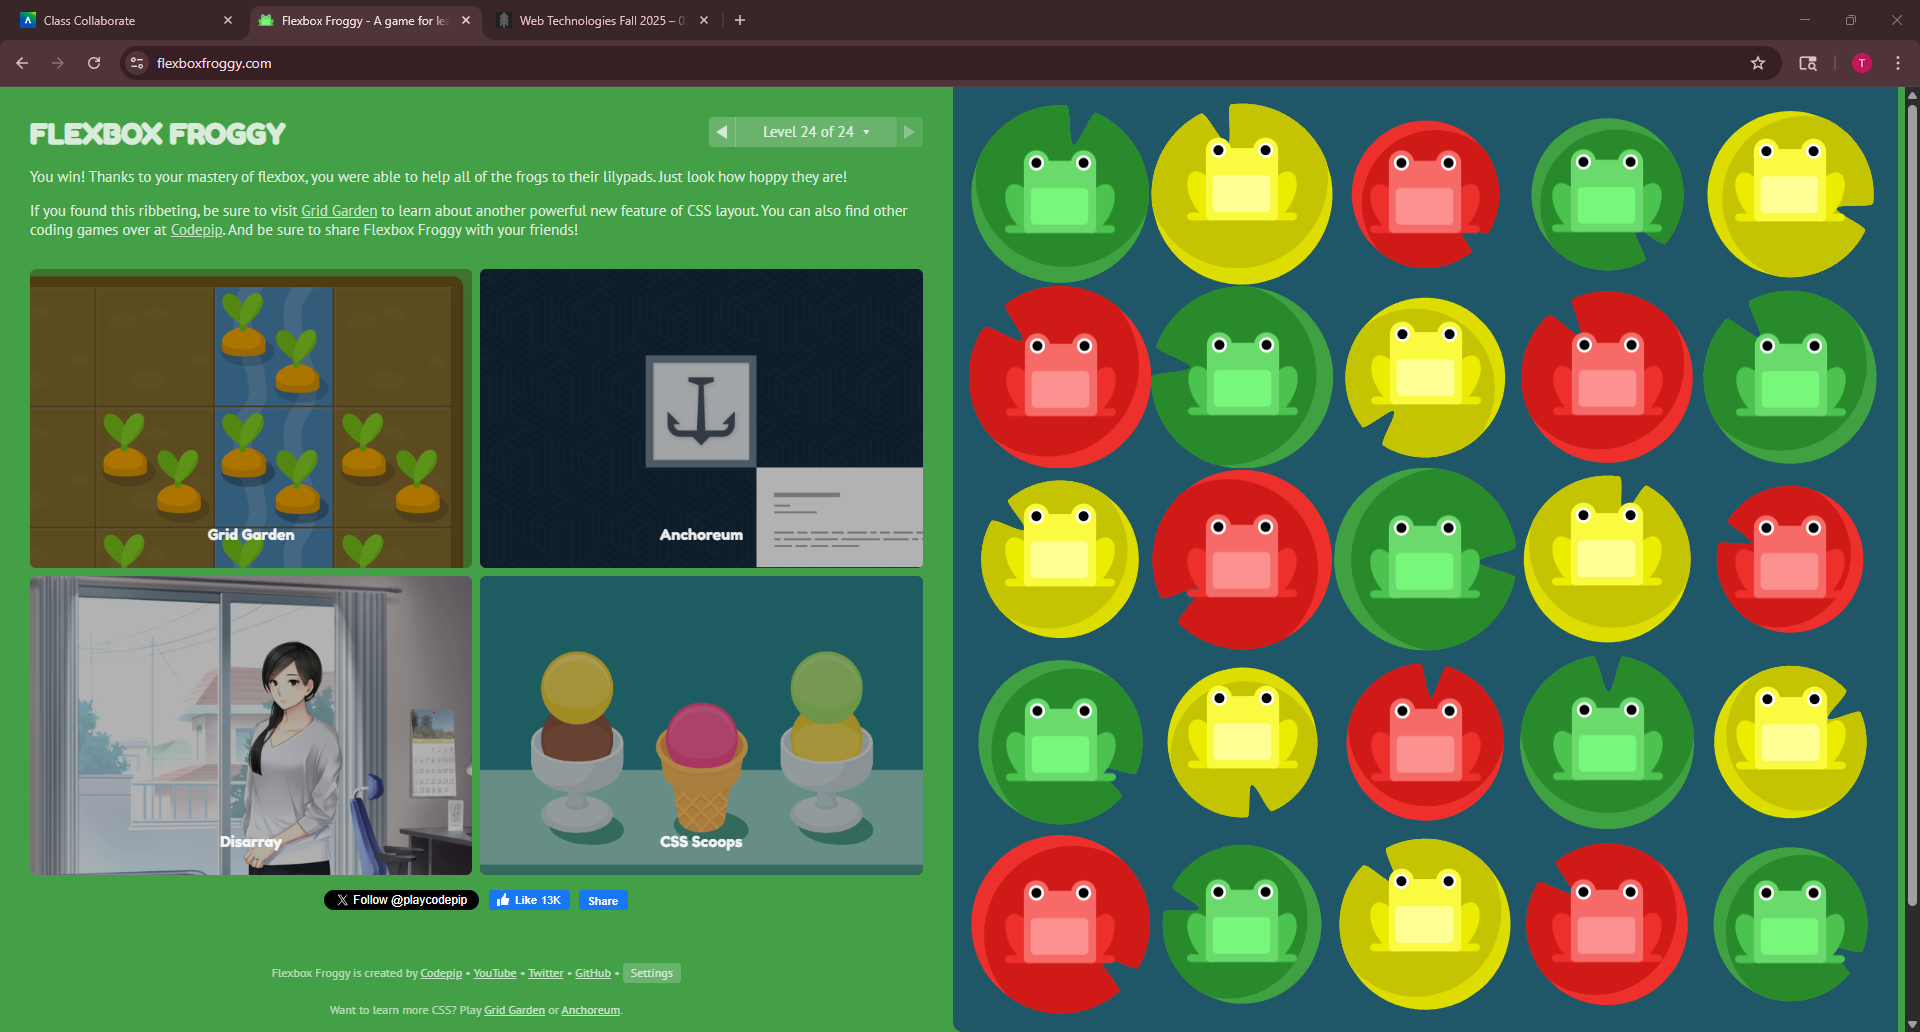 Class Collaborate
Flexbox Froggy - A game for le
Web Technologies Fall 2025 – 0
flexboxfroggy.com
T
FLEXBOX FROGGY
Level 24 of 24
You win! Thanks to your mastery of flexbox, you were able to help all of the frogs to their lilypads. Just look how hoppy they are!
If you found this ribbeting, be sure to visit Grid Garden to learn about another powerful new feature of CSS layout. You can also find other
coding games over at Codepip. And be sure to share Flexbox Froggy with your friends!
Grid Garden
Anchoreum
Disarray
CSS Scoops
Follow @playcodepip
Like 13K
Share
Flexbox Froggy is created by Codepip • YouTube • Twitter • GitHub • Settings
Want to learn more CSS? Play Grid Garden or Anchoreum.